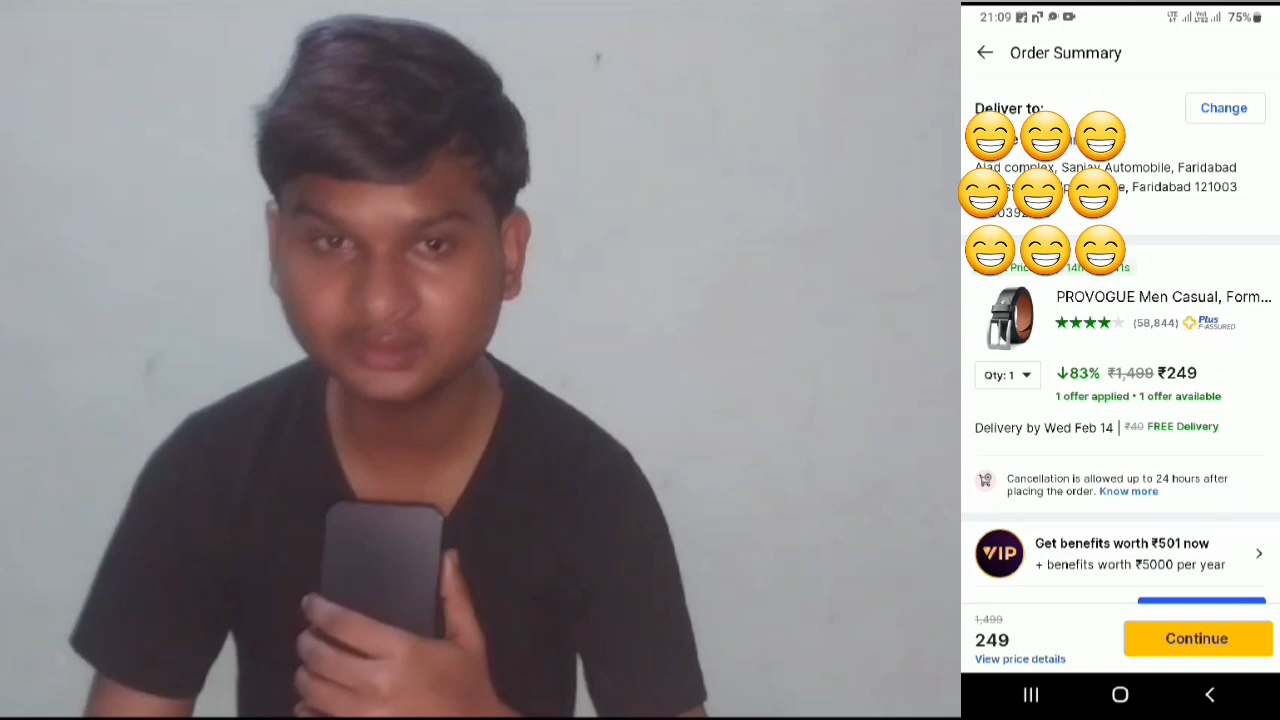 21:09
75%
Order Summary
Deliver to:
Change
complex, Sanjay Automobile, Faridabad
Faridabad 121003
PROVOGUE Men Casual, Form...
(58,844) Plus
F-ASSURED
Qty: 1
↓83% ₹1,499 ₹249
1 offer applied • 1 offer available
Delivery by Wed Feb 14 | ₹40 FREE Delivery
Cancellation is allowed up to 24 hours after
placing the order. Know more
VIP
Get benefits worth ₹501 now
+ benefits worth ₹5000 per year
1,499
249
View price details
Continue